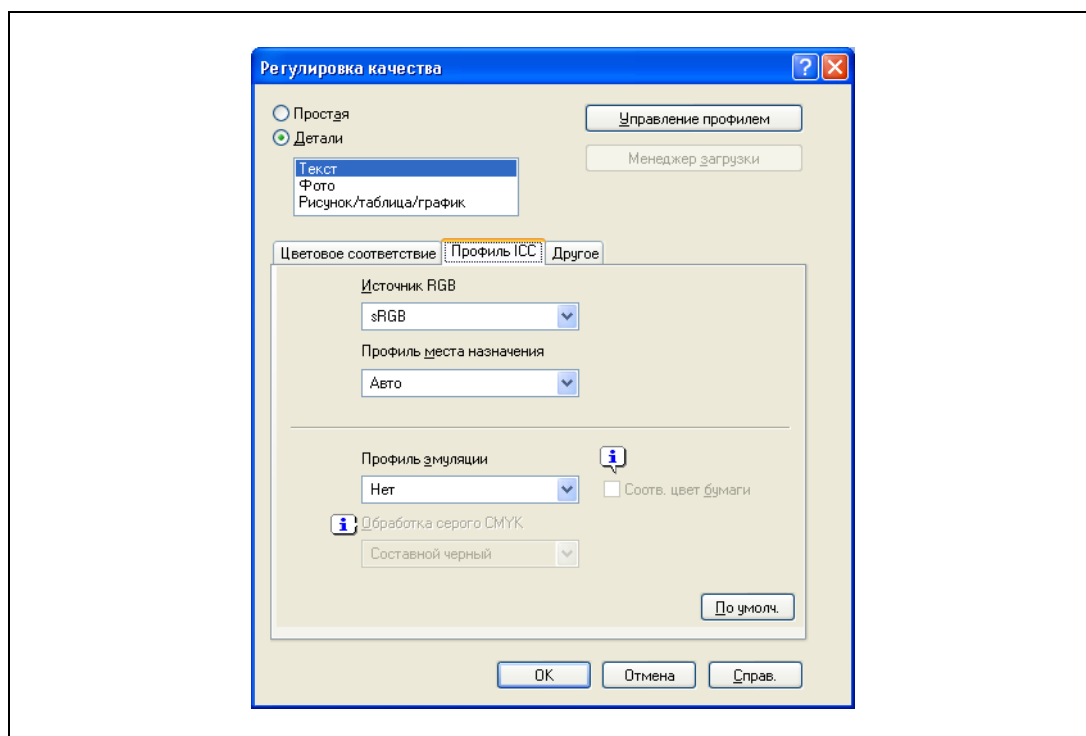 Регулировка качества
Простая
Управление профилем
Детали
Менеджер загрузки
Текст
Фото
Рисунок/таблица/график
Цветовое соответствие Профиль ICC Другое
Источник RGB
sRGB
Профиль места назначения
Авто
Профиль эмуляции
Нет
Соотв. цвет бумаги
Обработка серого CMYK
Составной черный
По умолч.
OK Отмена Справ.